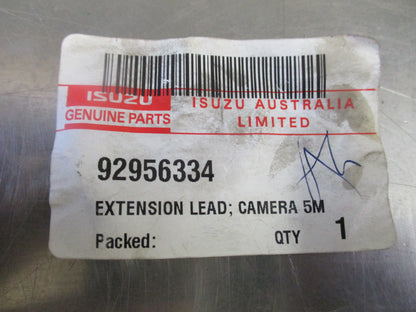 ISUZU
GENUINE PARTS
ISUZU AUSTRALIA
LIMITED
92956334
EXTENSION LEAD; CAMERA 5M
Packed: QTY 1